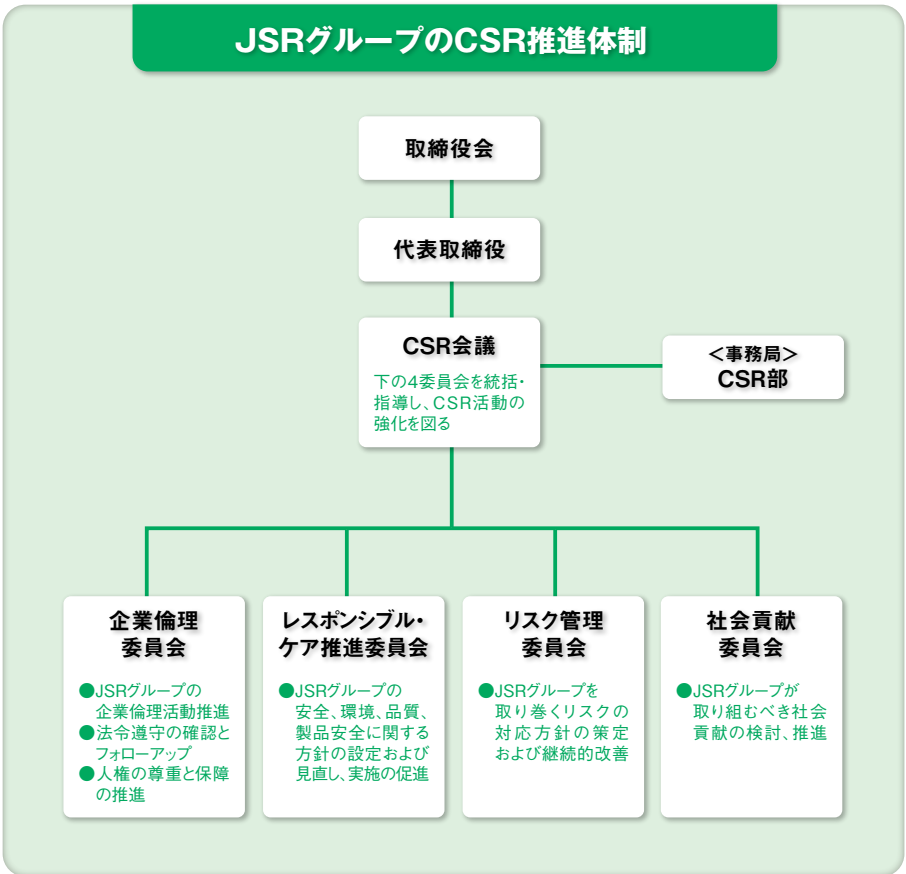 JSRグループのCSR推進体制
取締役会
代表取締役
CSR会議
下の4委員会を統括・
指導し、CSR活動の
強化を図る
＜事務局＞
CSR部
企業倫理
委員会
●JSRグループの
企業倫理活動推進
●法令遵守の確認と
フォローアップ
●人権の尊重と保障
の推進
レスポンシブル・
ケア推進委員会
●JSRグループの
安全、環境、品質、
製品安全に関する
方針の設定および
見直し、実施の促進
リスク管理
委員会
●JSRグループを
取り巻くリスクの
対応方針の策定
および継続的改善
社会貢献
委員会
●JSRグループが
取り組むべき社会
貢献の検討、推進